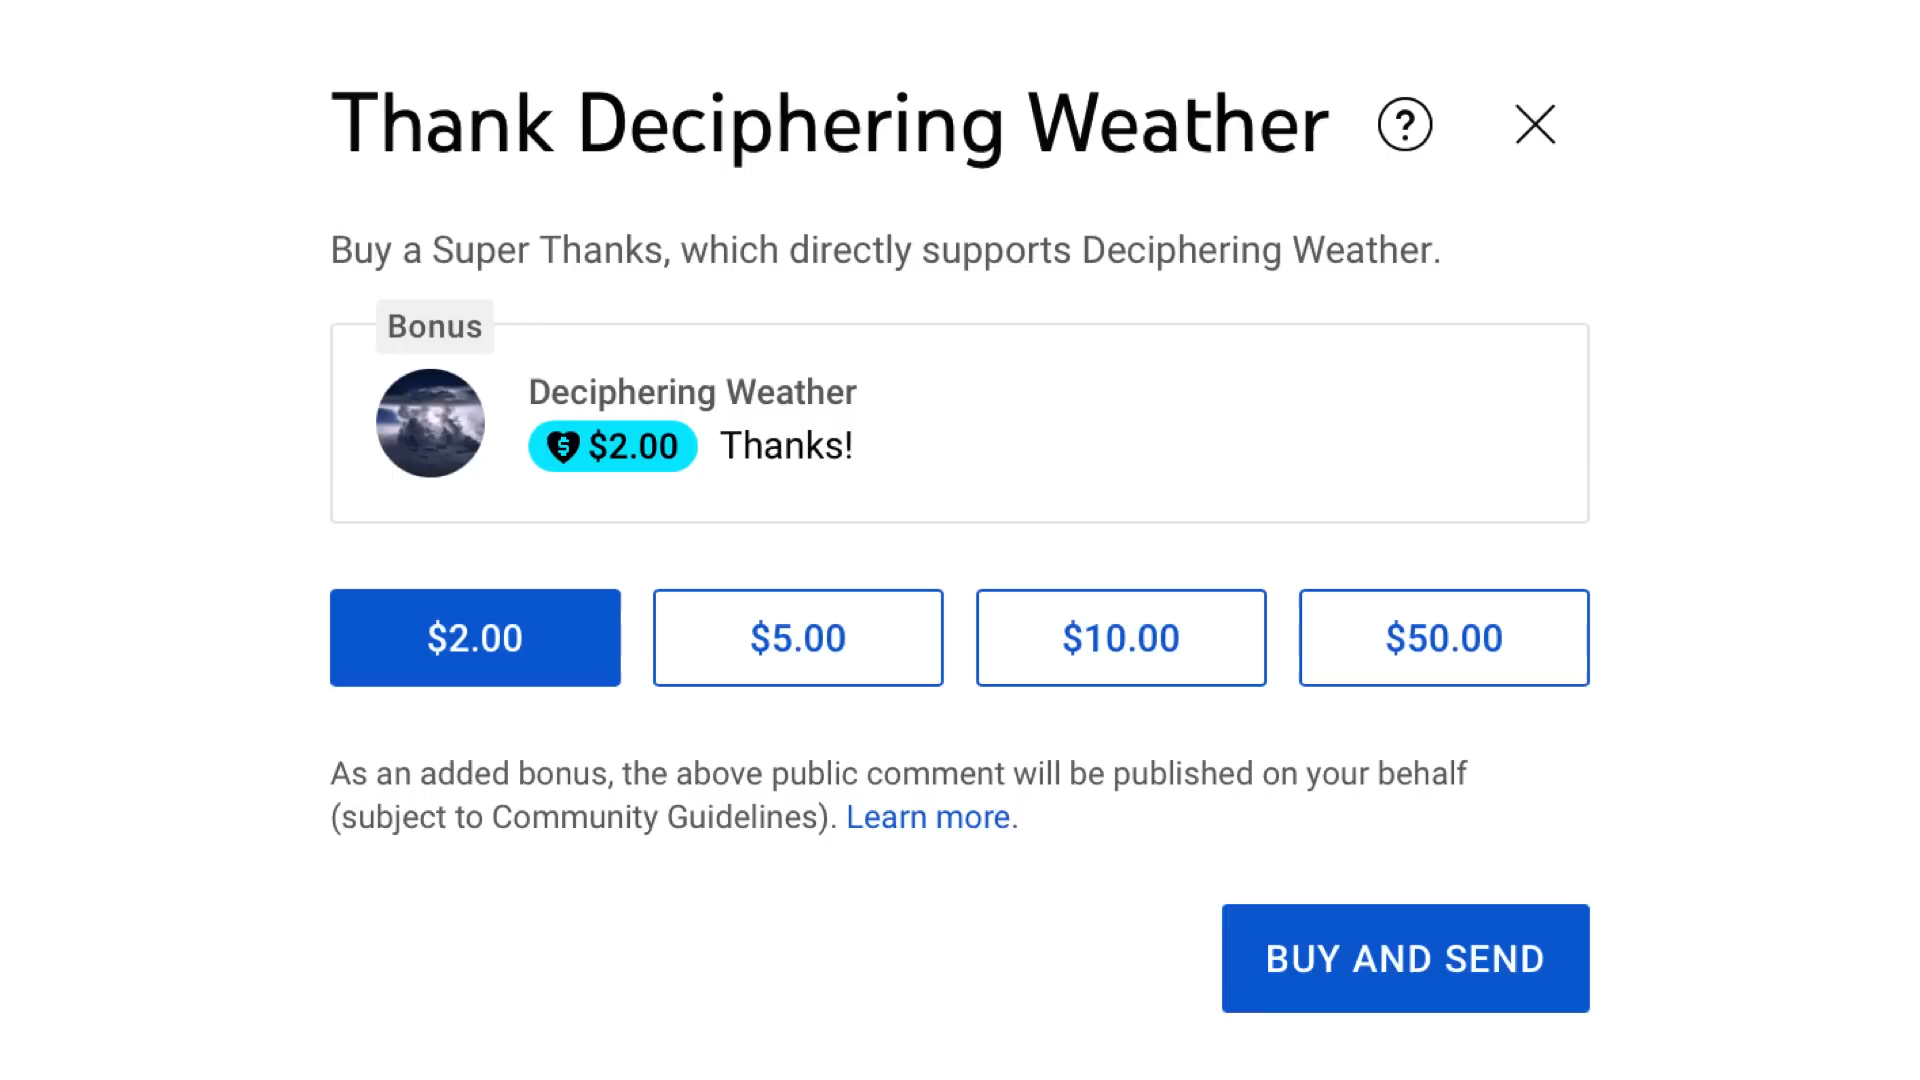 Thank Deciphering Weather ?
Buy a Super Thanks, which directly supports Deciphering Weather.
Bonus
Deciphering Weather
$ $2.00 Thanks!
$2.00 $5.00 $10.00 $50.00
As an added bonus, the above public comment will be published on your behalf
(subject to Community Guidelines). Learn more.
BUY AND SEND